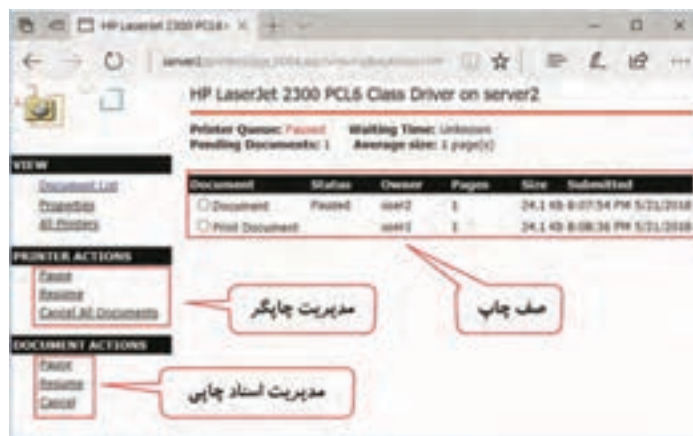 HP LaserJet 2300 PCL6
server2
HP LaserJet 2300 PCL6 Class Driver on server2
Printer Queue: Paused Waiting Time: Unknown
Pending Documents: 1 Average size: 1 page(s)
VIEW
Document List
Properties
All Printers
Document Status Owner Pages Size Submitted
Document Paused user2 1 24.1 Kb 8:07:54 PM 5/21/2018
Print Document user2 1 24.1 Kb 8:08:36 PM 5/21/2018
PRINTER ACTIONS
Pause
Resume
Cancel All Documents
مدیریت چاپگر
صف چاپ
DOCUMENT ACTIONS
Pause
Resume
Cancel
مدیریت اسناد چاپی